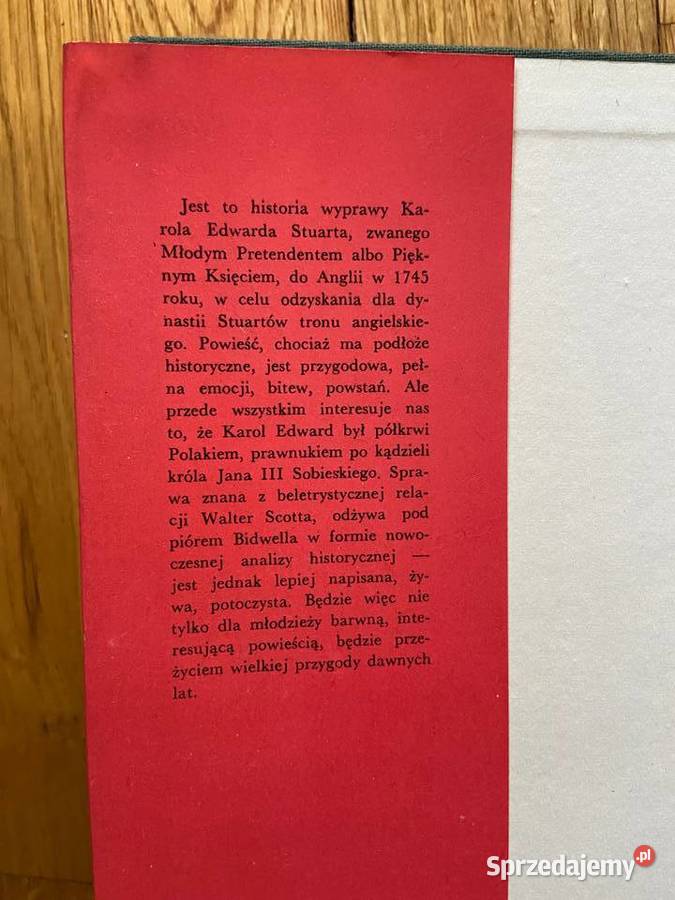 Jest to historia wyprawy Ka-
rola Edwarda Stuarta, zwanego
Młodym Pretendentem albo Pięk-
nym Księciem, do Anglii w 1745
roku, w celu odzyskania dla dy-
nastii Stuartów tronu angielskie-
go. Powieść, chociaż ma podłoże
historyczne, jest przygodowa, peł-
na emocji, bitew, powstań. Ale
przede wszystkim interesuje nas
to, że Karol Edward był półkrwi
Polakiem, prawnukiem po kądzieli
króla Jana III Sobieskiego. Spra-
wa znana z beletrystycznej rela-
cji Walter Scotta, odżywa pod
piórem Bidwella w formie nowo-
czesnej analizy historycznej —
jest jednak lepiej napisana, ży-
wa, potoczysta. Będzie więc nie
tylko dla młodzieży barwną, inte-
resującą powieścią, będzie prze-
życiem wielkiej przygody dawnych
lat.
Sprzedajemy.pl